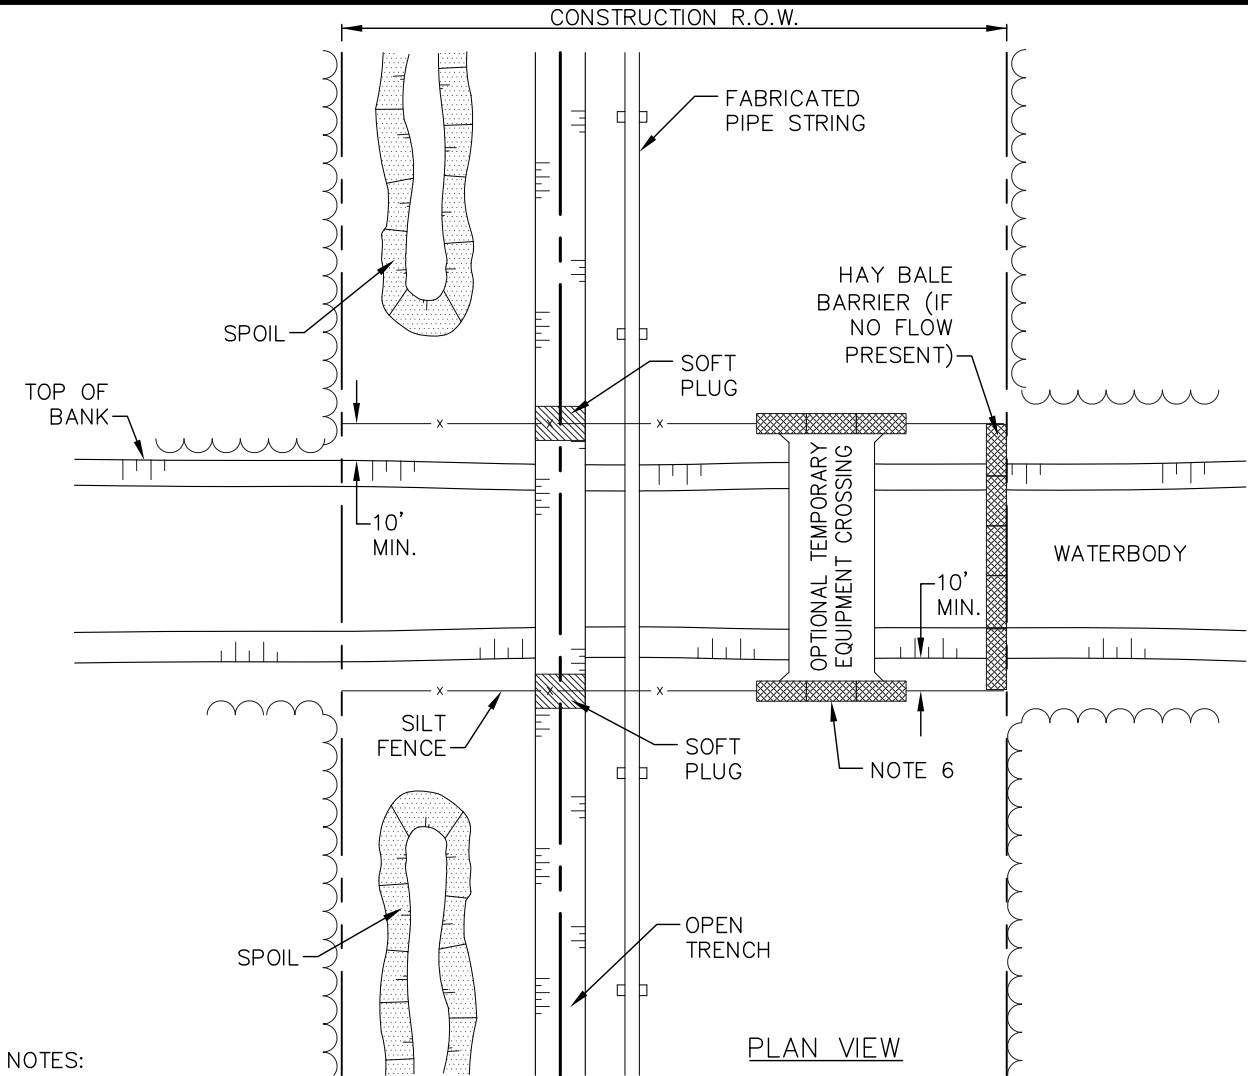 CONSTRUCTION R.O.W.
FABRICATED
PIPE STRING
HAY BALE
BARRIER (IF
NO FLOW
PRESENT)
SPOIL
SOFT
PLUG
TOP OF
BANK
10'
MIN.
OPTIONAL TEMPORARY
EQUIPMENT CROSSING
WATERBODY
10'
MIN.
SILT
FENCE
SOFT
PLUG
NOTE 6
SPOIL
OPEN
TRENCH
PLAN VIEW
NOTES: